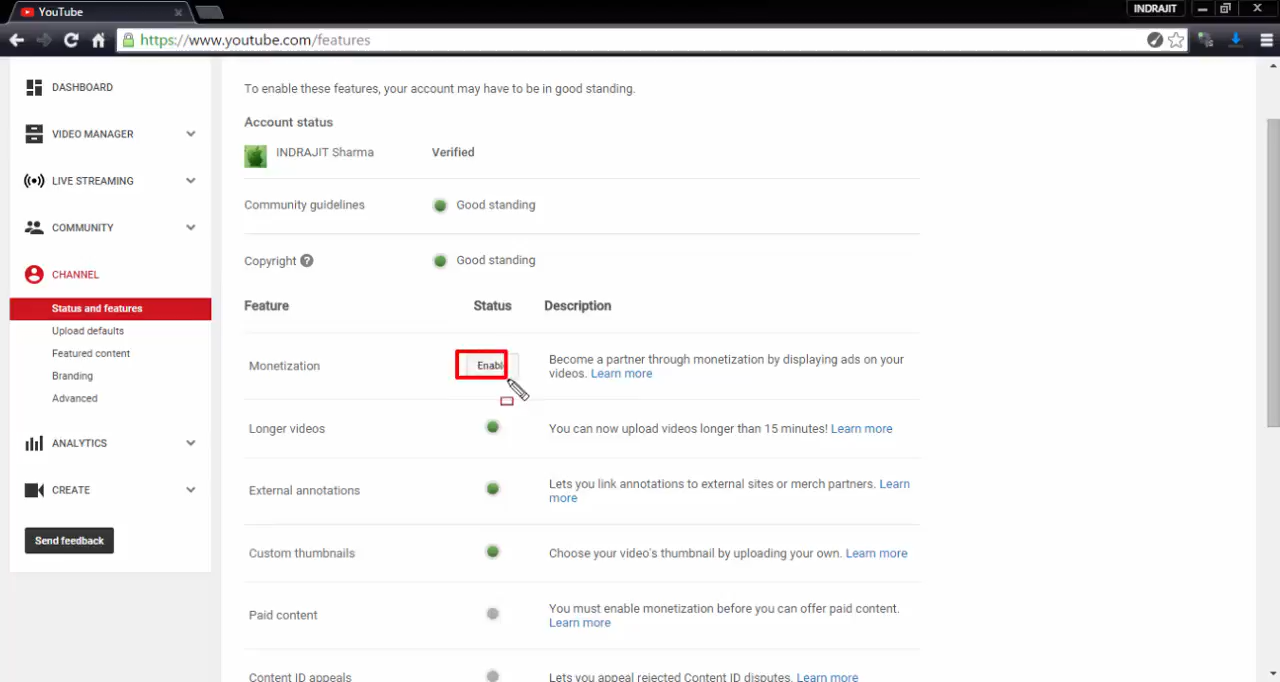 YouTube
INDRAJIT
https://www.youtube.com/features
DASHBOARD
VIDEO MANAGER
LIVE STREAMING
COMMUNITY
CHANNEL
Status and features
Upload defaults
Featured content
Branding
Advanced
ANALYTICS
CREATE
Send feedback
To enable these features, your account may have to be in good standing.
Account status
INDRAJIT Sharma Verified
Community guidelines Good standing
Copyright ? Good standing
Feature Status Description
Monetization Enabl Become a partner through monetization by displaying ads on your
videos. Learn more
Longer videos You can now upload videos longer than 15 minutes! Learn more
External annotations Lets you link annotations to external sites or merch partners. Learn
more
Custom thumbnails Choose your video's thumbnail by uploading your own. Learn more
Paid content You must enable monetization before you can offer paid content.
Learn more
Content ID appeals Lets you appeal rejected Content ID disputes. Learn more